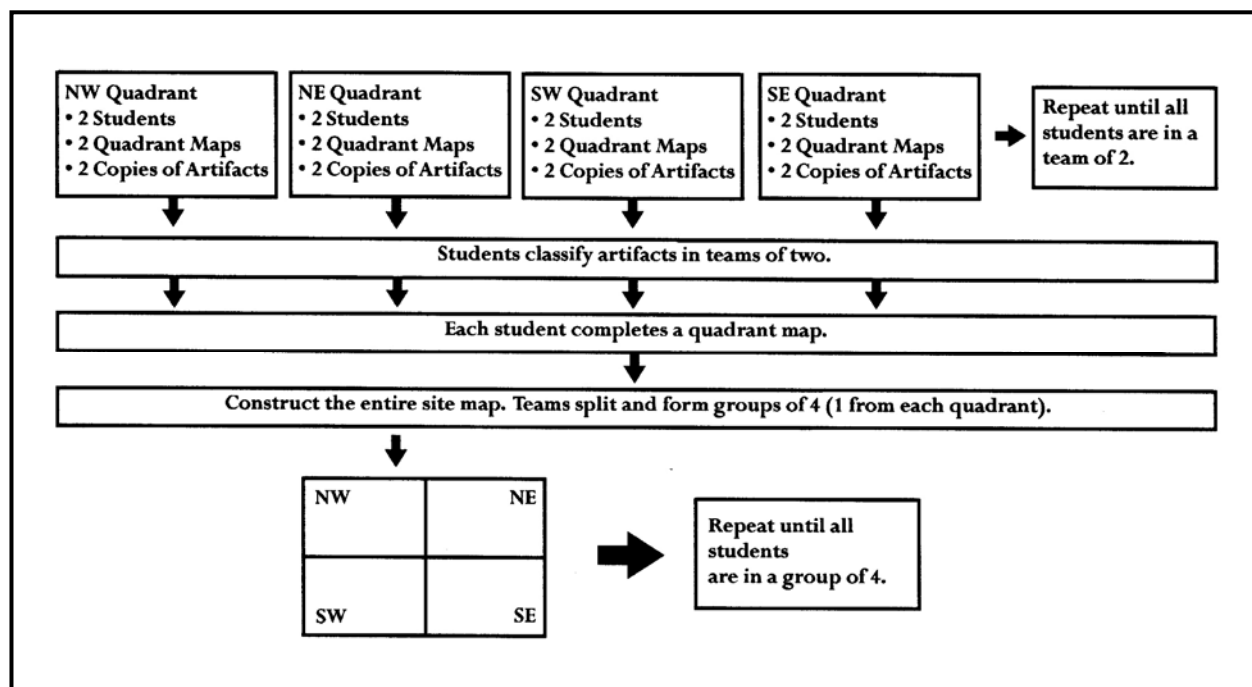 NW Quadrant
• 2 Students
• 2 Quadrant Maps
• 2 Copies of Artifacts
NE Quadrant
• 2 Students
• 2 Quadrant Maps
• 2 Copies of Artifacts
SW Quadrant
• 2 Students
• 2 Quadrant Maps
• 2 Copies of Artifacts
SE Quadrant
• 2 Students
• 2 Quadrant Maps
• 2 Copies of Artifacts
Repeat until all
students are in a
team of 2.
Students classify artifacts in teams of two.
Each student completes a quadrant map.
Construct the entire site map. Teams split and form groups of 4 (1 from each quadrant).
NW
NE
SW
SE
Repeat until all
students
are in a group of 4.